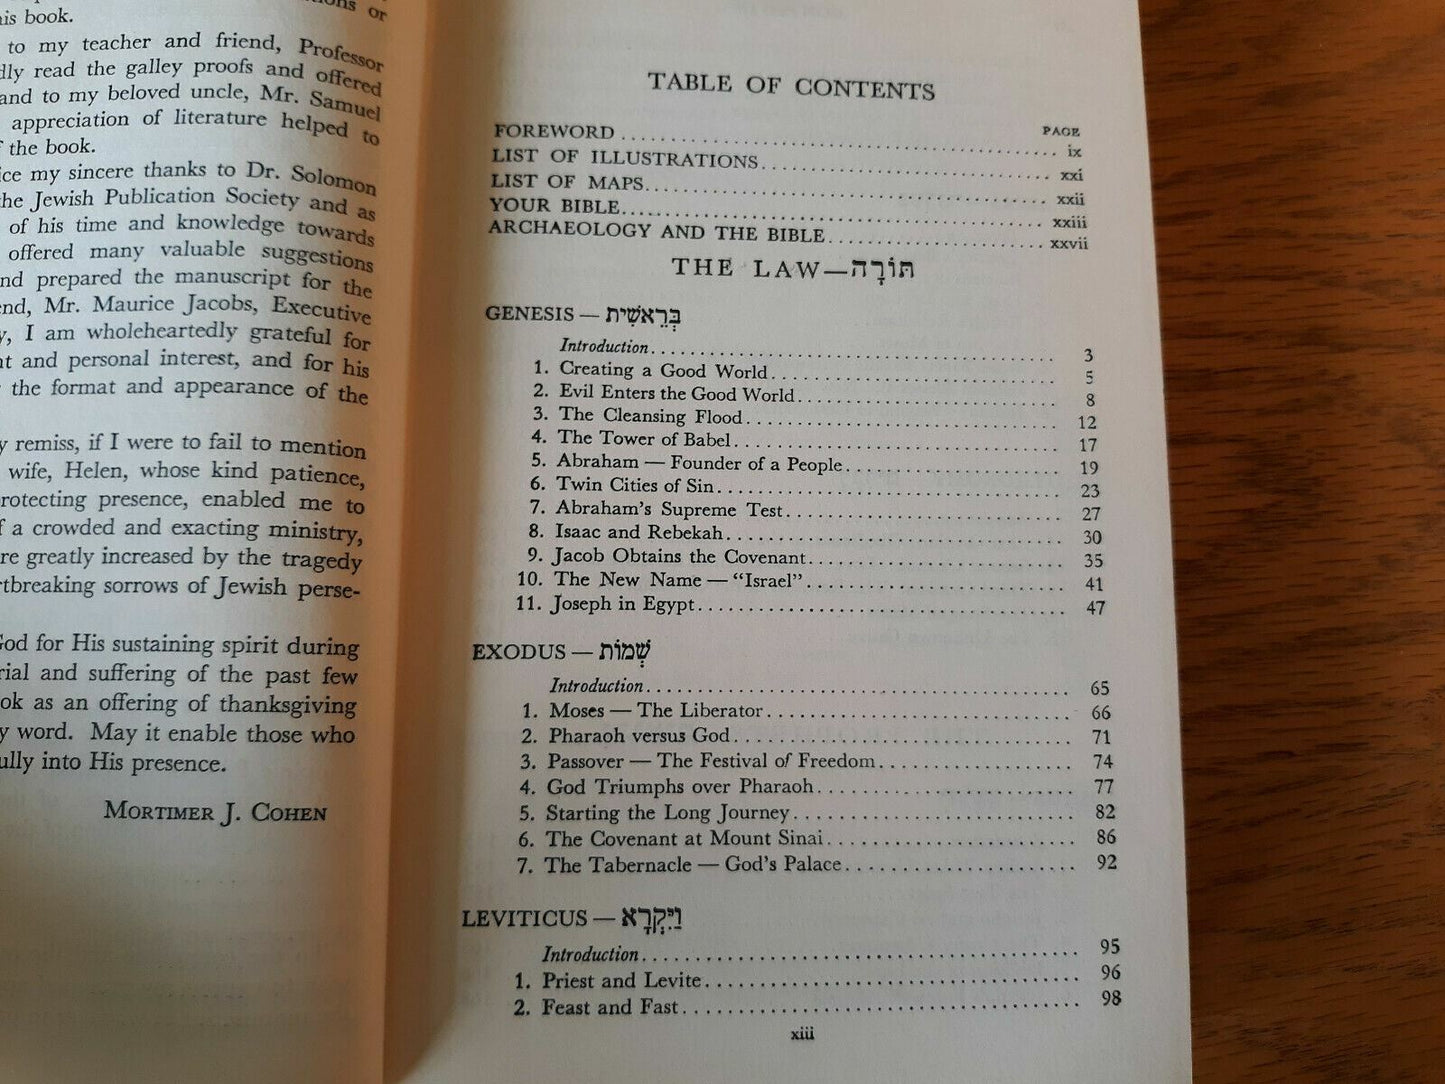 his book.
to my teacher and friend, Professor
read the galley proofs and offered
and to my beloved uncle, Mr. Samuel
appreciation of literature helped to
the book.
my sincere thanks to Dr. Solomon
the Jewish Publication Society and as
of his time and knowledge towards
offered many valuable suggestions
prepared the manuscript for the
Mr. Maurice Jacobs, Executive
I am wholeheartedly grateful for
and personal interest, and for his
the format and appearance of the
remiss, if I were to fail to mention
wife, Helen, whose kind patience,
protecting presence, enabled me to
a crowded and exacting ministry,
greatly increased by the tragedy
sorrows of Jewish perse-
God for His sustaining spirit during
and suffering of the past few
as an offering of thanksgiving
word. May it enable those who
into His presence.
MORTIMER J. COHEN
TABLE OF CONTENTS
PAGE
FOREWORD ix
LIST OF ILLUSTRATIONS xxi
LIST OF MAPS xxii
YOUR BIBLE xxiii
ARCHAEOLOGY AND THE BIBLE xxvii
THE LAW—תּוֹרָה
GENESIS — בְּרֵאשִׁית
Introduction 3
1. Creating a Good World 5
2. Evil Enters the Good World 8
3. The Cleansing Flood 12
4. The Tower of Babel 17
5. Abraham — Founder of a People 19
6. Twin Cities of Sin 23
7. Abraham's Supreme Test 27
8. Isaac and Rebekah 30
9. Jacob Obtains the Covenant 35
10. The New Name — "Israel" 41
11. Joseph in Egypt 47
EXODUS — שְׁמוֹת
Introduction 65
1. Moses — The Liberator 66
2. Pharaoh versus God 71
3. Passover — The Festival of Freedom 74
4. God Triumphs over Pharaoh 77
5. Starting the Long Journey 82
6. The Covenant at Mount Sinai 86
7. The Tabernacle — God's Palace 92
LEVITICUS — וַיִּקְרָא
Introduction 95
1. Priest and Levite 96
2. Feast and Fast 98
xiii